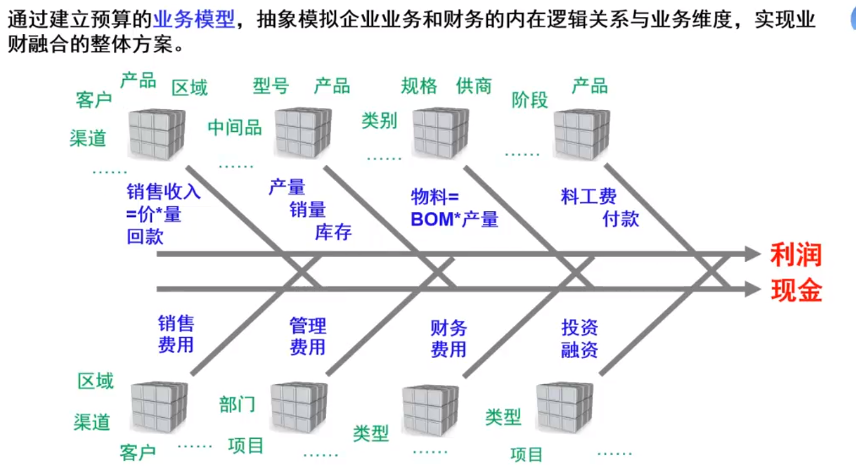 通过建立预算的业务模型，抽象模拟企业业务和财务的内在逻辑关系与业务维度，实现业
财融合的整体方案。
客户 产品 区域
渠道
……
型号 产品
中间品
……
规格 供商
类别
……
阶段 产品
……
销售收入
=价*量
回款
产量
销量
库存
物料=
BOM*产量
料工费
付款
利润
现金
销售
费用
管理
费用
财务
费用
投资
融资
区域
渠道
客户 ……
部门
项目 ……
类型 ……
类型
项目 ……